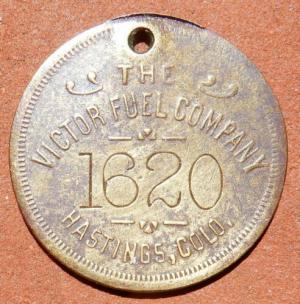 THE
VICTOR FUEL COMPANY
1620
HASTINGS, COLO.